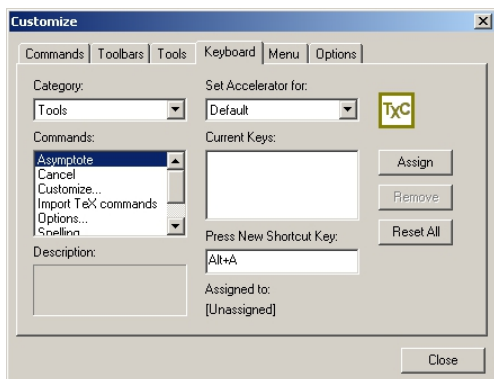 Customize
Commands Toolbars Tools Keyboard Menu Options
Category:
Tools
Set Accelerator for:
Default
TXC
Commands:
Asymptote
Cancel
Customize...
Import TeX commands
Options...
Spelling
Current Keys:
Assign
Remove
Reset All
Press New Shortcut Key:
Alt+A
Description:
Assigned to:
[Unassigned]
Close